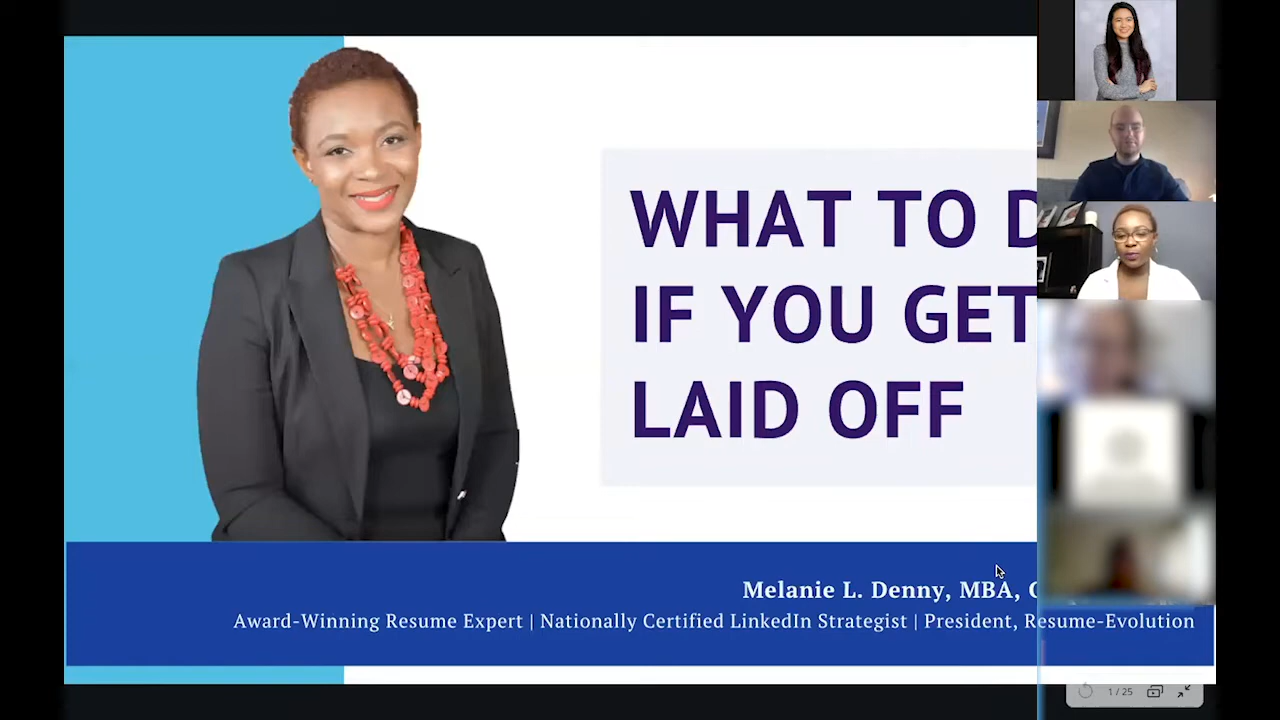 WHAT TO D
IF YOU GET
LAID OFF
Melanie L. Denny, MBA, C
Award-Winning Resume Expert | Nationally Certified LinkedIn Strategist | President, Resume-Evolution
1 / 25